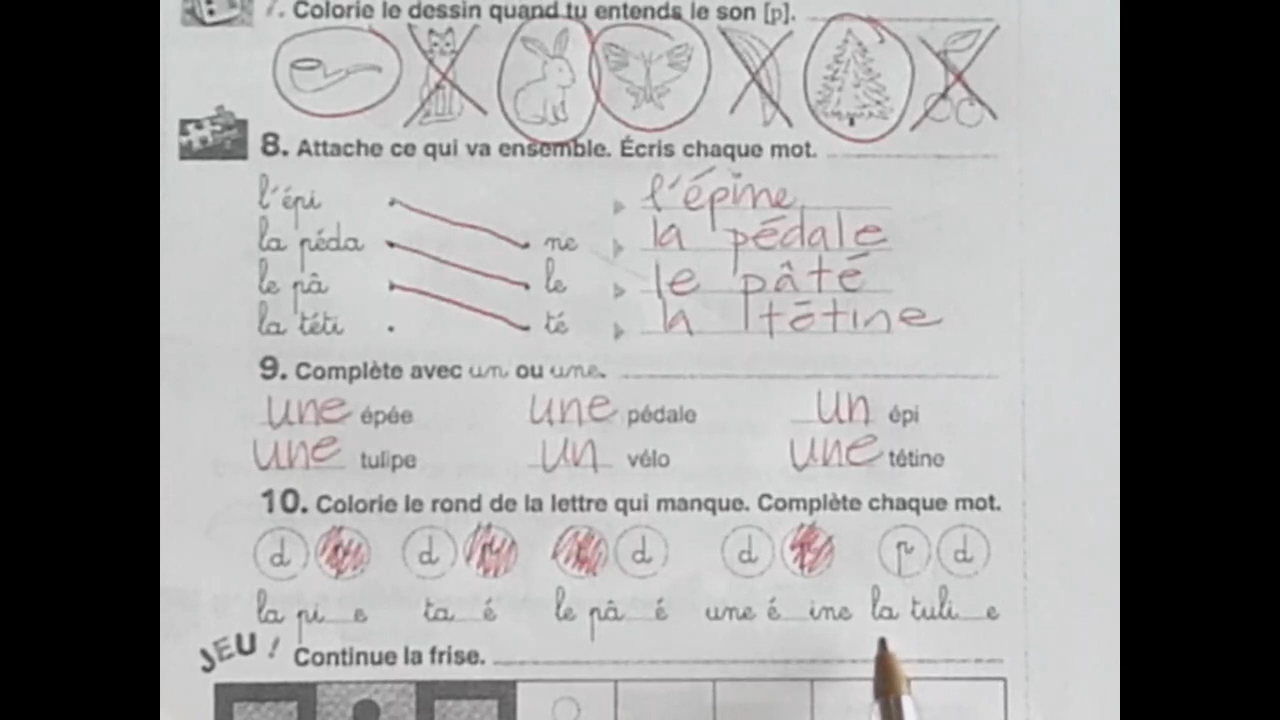 7. Colorie le dessin quand tu entends le son [p].
8. Attache ce qui va ensemble. Écris chaque mot.
l'épi l'épine
la péda ne la pédale
le pâ le le pâté
la téti té la tétine
9. Complète avec un ou une.
une épée une pédale un épi
une tulipe un vélo une tétine
10. Colorie le rond de la lettre qui manque. Complète chaque mot.
d d d d p d
la pi e ta é le pâ é une é ine la tuli e
JEU ! Continue la frise.